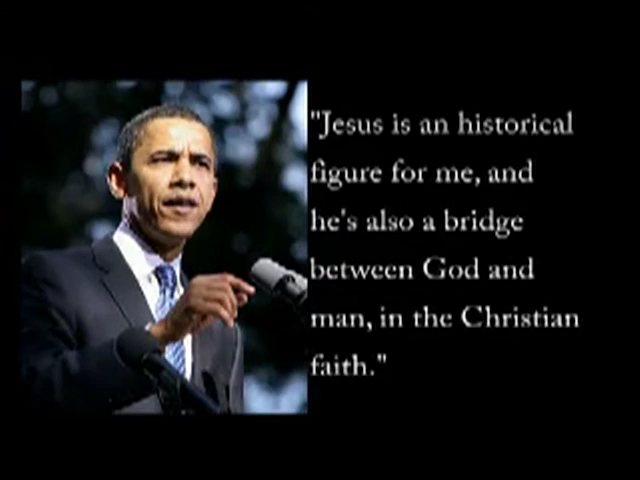 "Jesus is an historical
figure for me, and
he's also a bridge
between God and
man, in the Christian
faith."